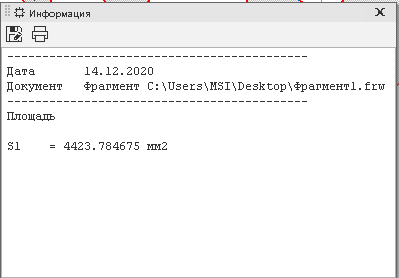 Информация
-------------------------------------------
Дата       14.12.2020
Документ   Фрагмент C:\Users\MSI\Desktop\Фрагмент1.frw
-------------------------------------------
Площадь
S1    = 4423.784675 мм2